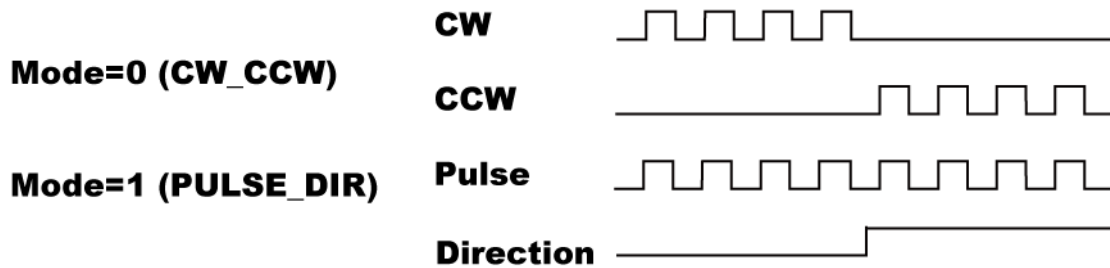 CW
Mode=0 (CW_CCW)
CCW
Mode=1 (PULSE_DIR)
Pulse
Direction